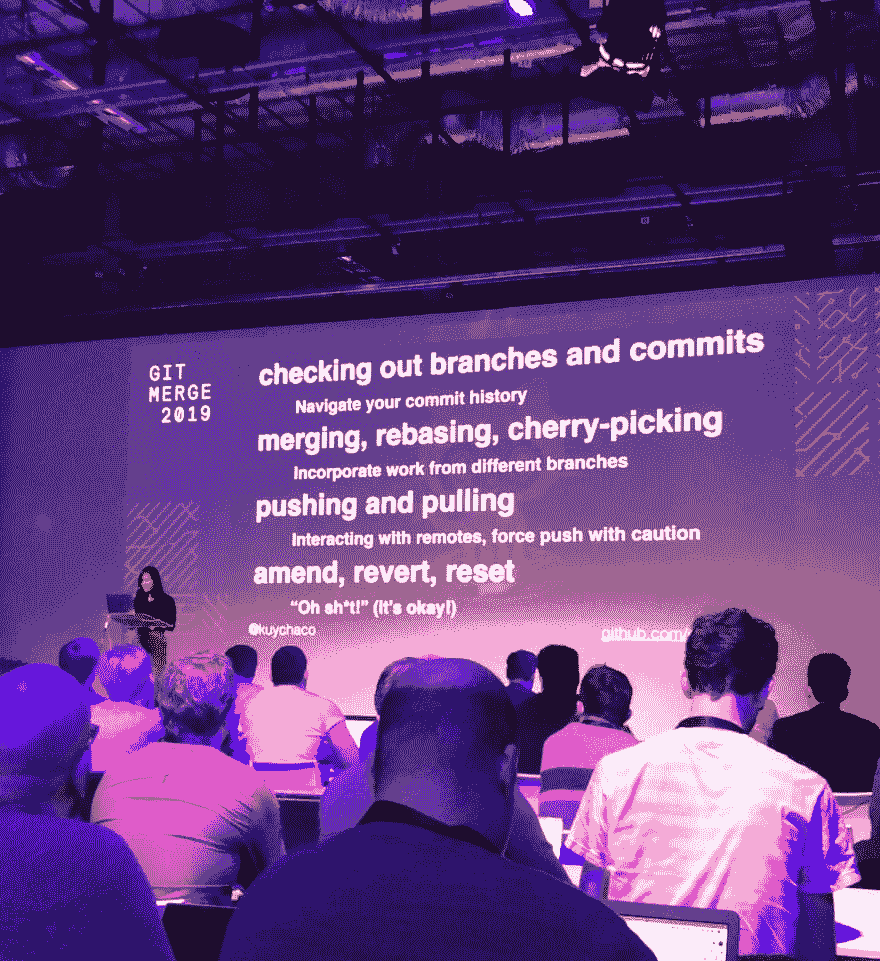 GIT
MERGE
2019
checking out branches and commits
Navigate your commit history
merging, rebasing, cherry-picking
Incorporate work from different branches
pushing and pulling
Interacting with remotes, force push with caution
amend, revert, reset
“Oh sh*t!” (It's okay!)
@kuychaco
github.com/